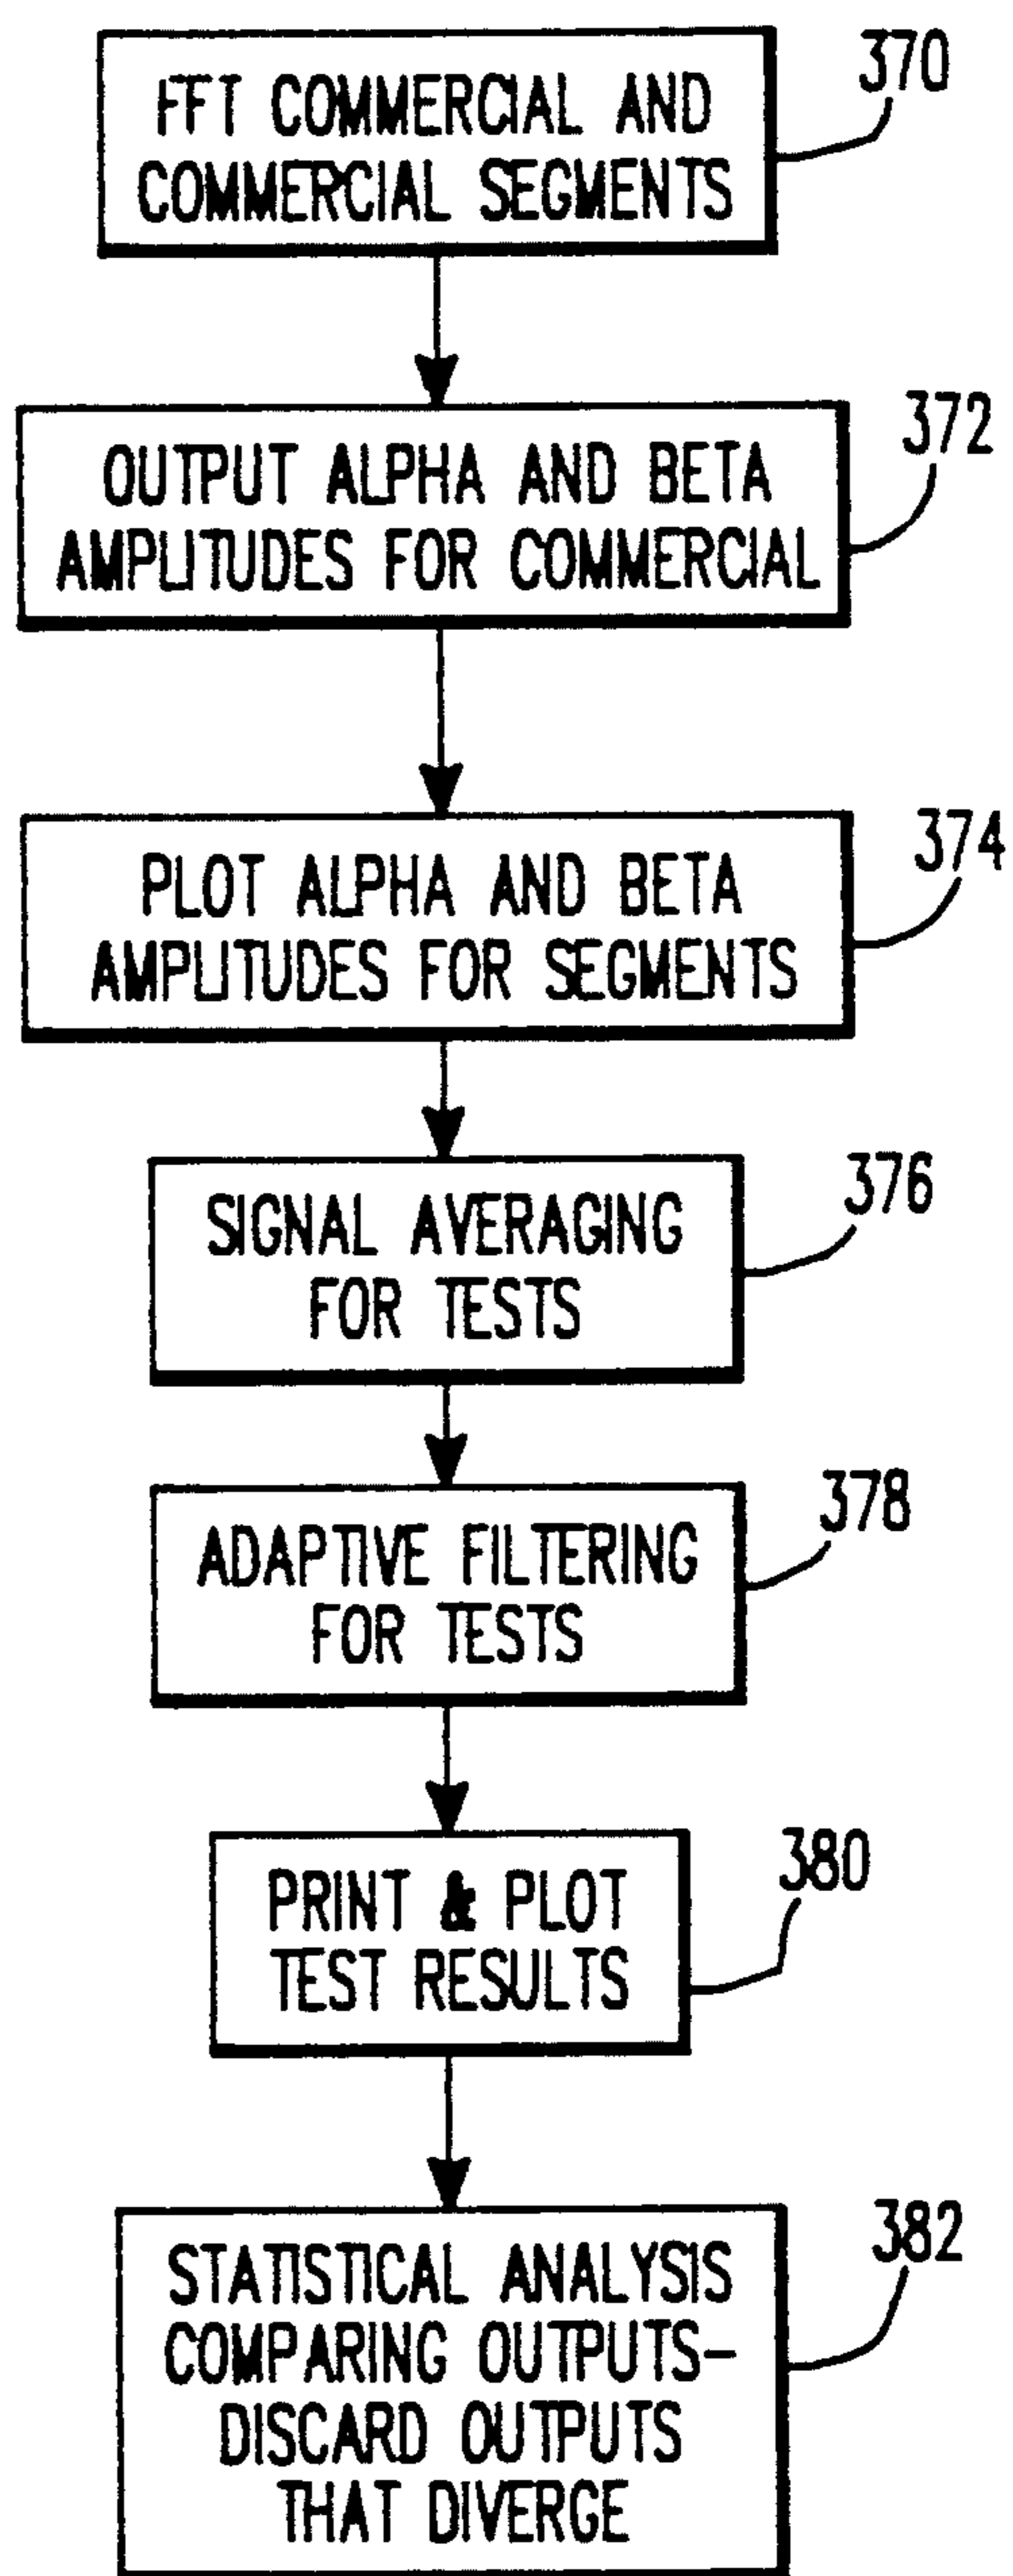 FFT COMMERCIAL AND
COMMERCIAL SEGMENTS
370
OUTPUT ALPHA AND BETA
AMPLITUDES FOR COMMERCIAL
372
PLOT ALPHA AND BETA
AMPLITUDES FOR SEGMENTS
374
SIGNAL AVERAGING
FOR TESTS
376
ADAPTIVE FILTERING
FOR TESTS
378
PRINT & PLOT
TEST RESULTS
380
STATISTICAL ANALYSIS
COMPARING OUTPUTS-
DISCARD OUTPUTS
THAT DIVERGE
382